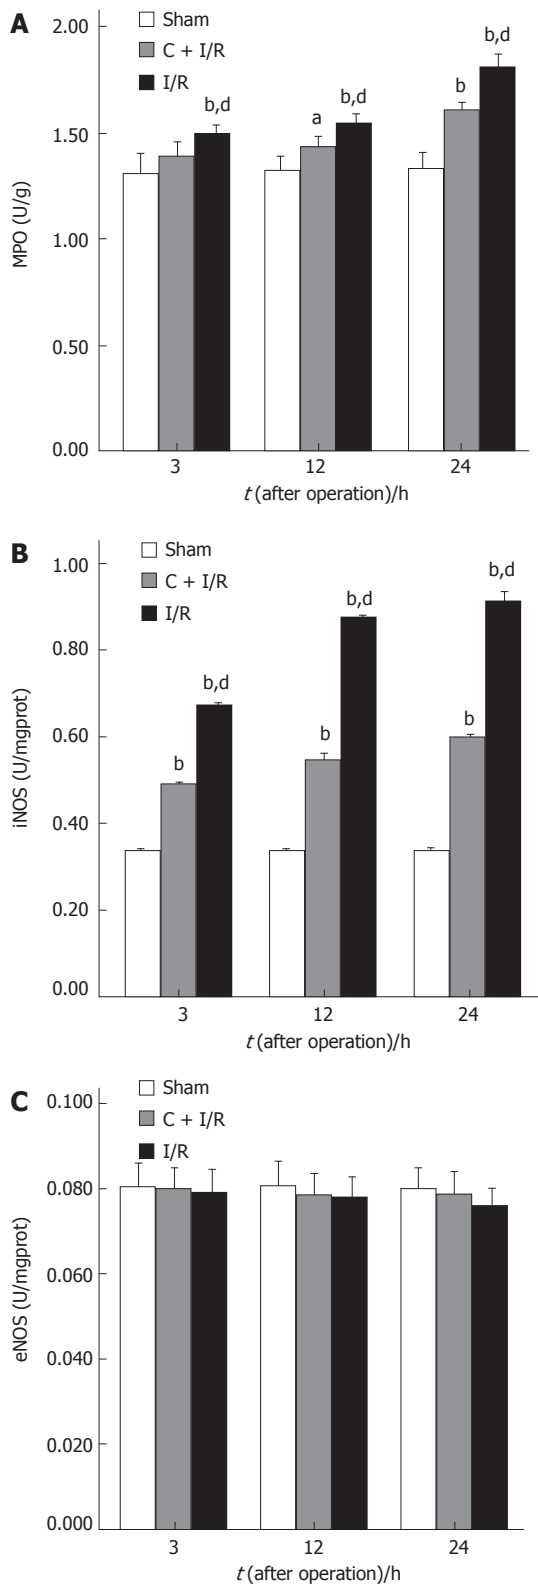 A
Sham
C + I/R
I/R
2.00
1.50
1.00
0.50
0.00
MPO (U/g)
b,d
a
b,d
b
b,d
3
12
24
t (after operation)/h
B
Sham
C + I/R
I/R
1.00
0.80
0.60
0.40
0.20
0.00
iNOS (U/mgprot)
b
b,d
b
b,d
b
b,d
3
12
24
t (after operation)/h
C
Sham
C + I/R
I/R
0.100
0.080
0.060
0.040
0.020
0.000
eNOS (U/mgprot)
3
12
24
t (after operation)/h